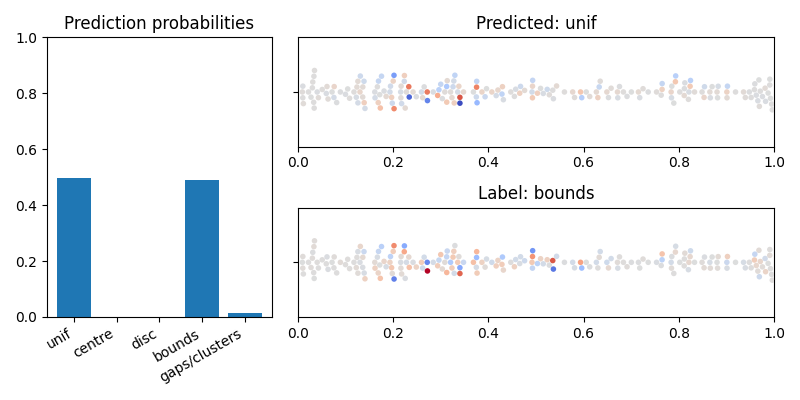 Prediction probabilities
1.0
0.8
0.6
0.4
0.2
0.0
unif
centre
disc
bounds
gaps/clusters
Predicted: unif
0.0 0.2 0.4 0.6 0.8 1.0
Label: bounds
0.0 0.2 0.4 0.6 0.8 1.0